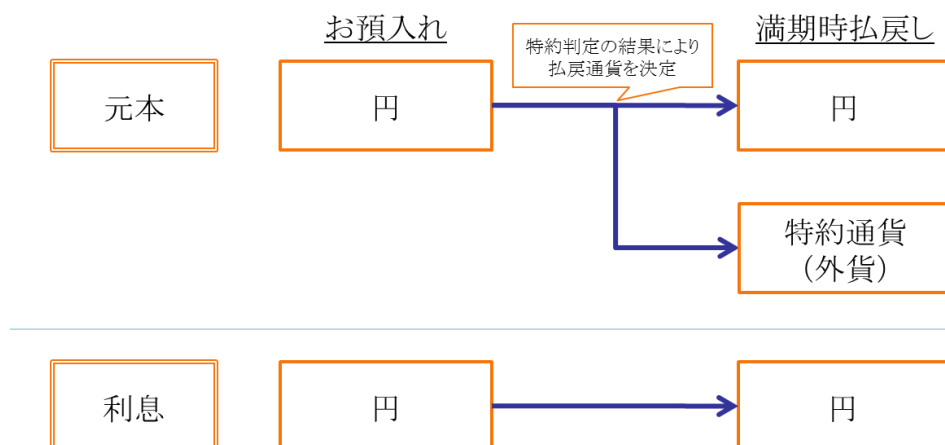 お預入れ
満期時払戻し
特約判定の結果により
払戻通貨を決定
元本
円
円
特約通貨
（外貨）
利息
円
円